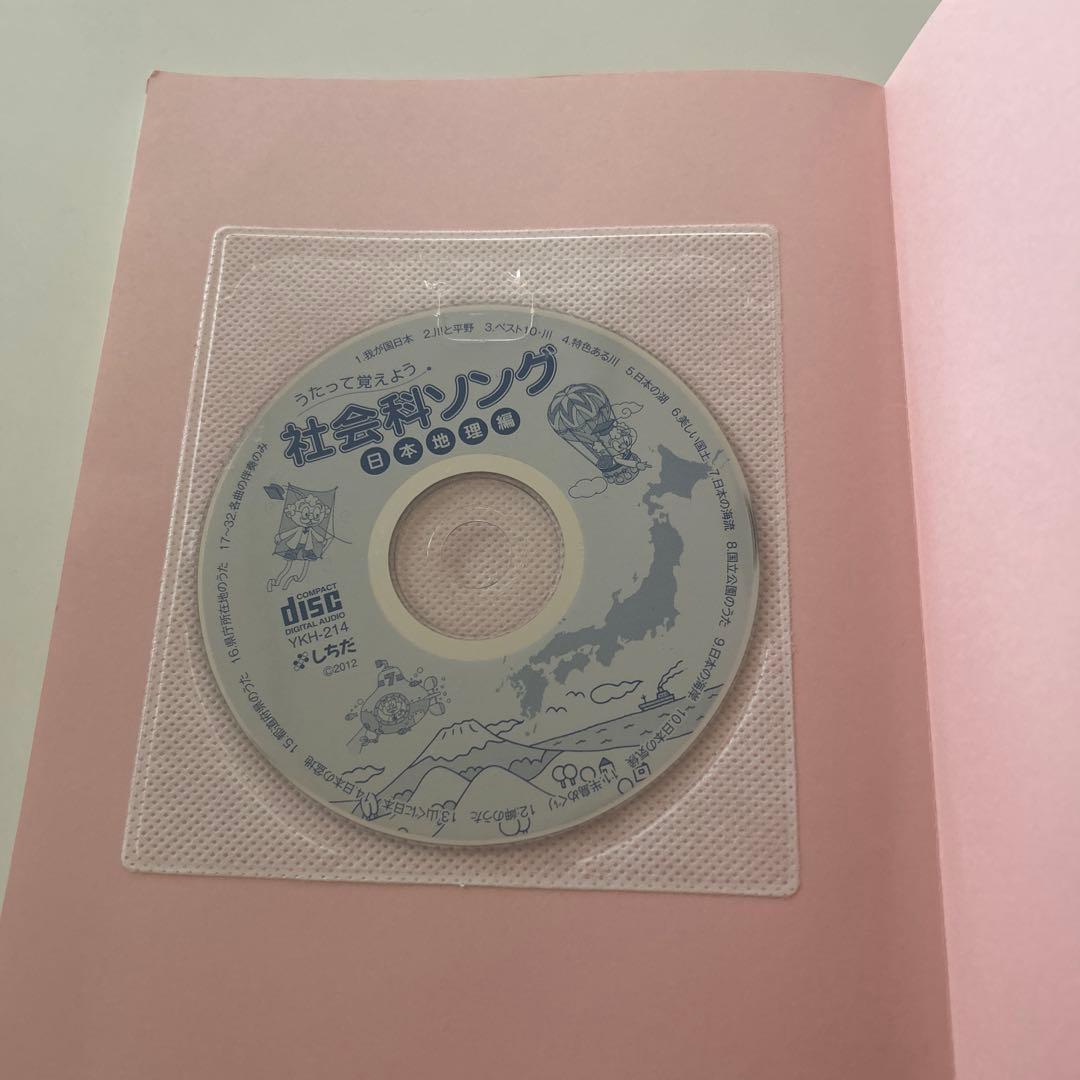 うたって覚えよう
社会科ソング
日本地理編
1.我が国日本 2.川と平野 3.ベスト10・川 4.特色ある川 5.日本の湖 6.美しい国土 7.日本の海流 8.国立公園のうた 9.日本の海岸 10.日本の気候
半島めぐり 12.岬のうた 13.山ぐに日本 14.日本の盆地 15.都道府県のうた 16.県庁所在地のうた 17～32.各曲の伴奏のみ
COMPACT
disc
DIGITAL AUDIO
YKH-214
しちだ
©2012